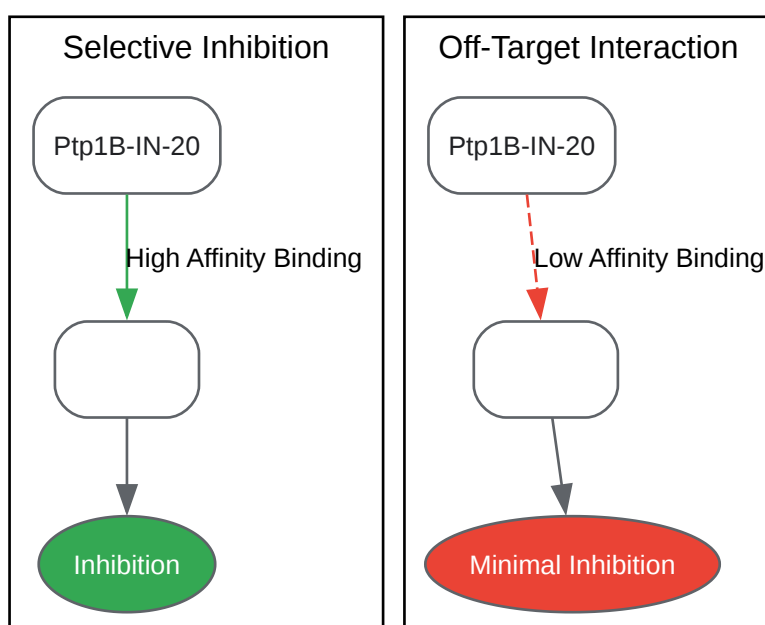 Selective Inhibition
Ptp1B-IN-20
High Affinity Binding
Inhibition
Off-Target Interaction
Ptp1B-IN-20
Low Affinity Binding
Minimal Inhibition